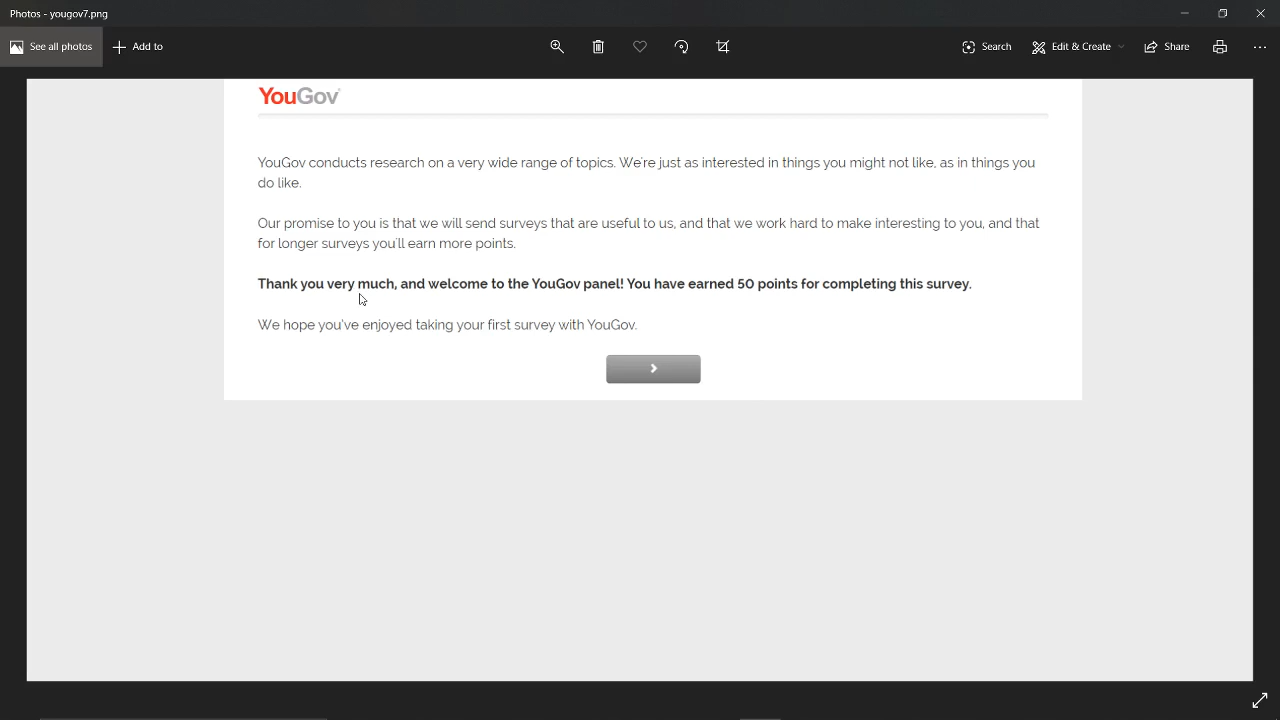 Photos - yougov7.png
See all photos
Add to
Search
Edit & Create
Share
YouGov
YouGov conducts research on a very wide range of topics. We're just as interested in things you might not like, as in things you
do like.
Our promise to you is that we will send surveys that are useful to us, and that we work hard to make interesting to you, and that
for longer surveys you'll earn more points.
Thank you very much, and welcome to the YouGov panel! You have earned 50 points for completing this survey.
We hope you've enjoyed taking your first survey with YouGov.